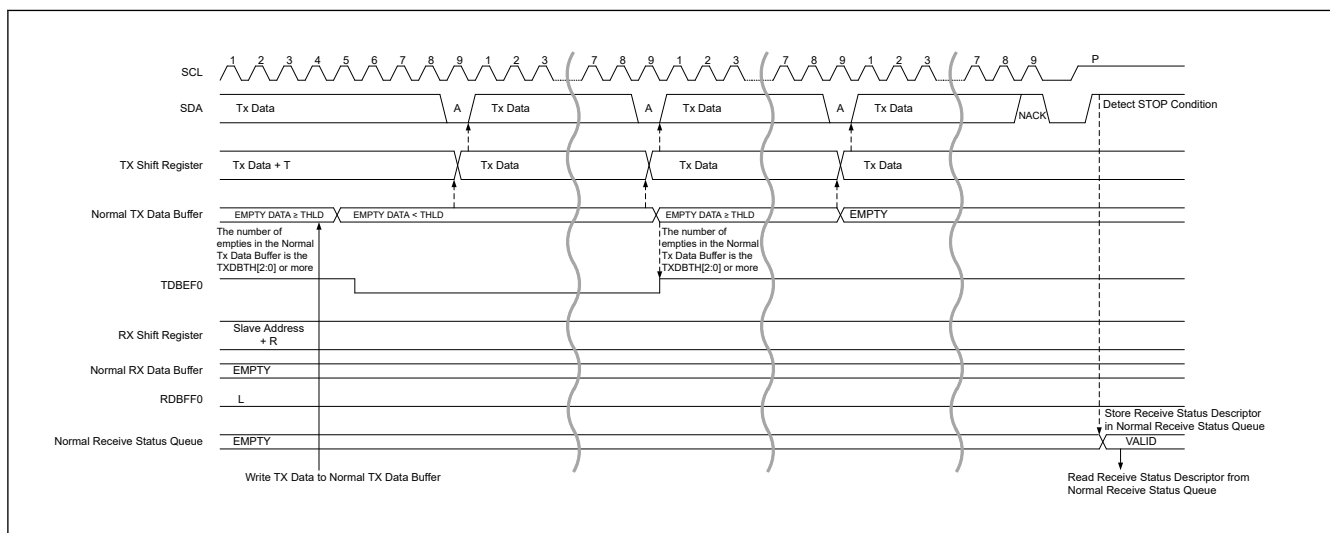 1 2 3 4 5 6 7 8 9 1 2 3 7 8 9 1 2 3 7 8 9 1 2 3 7 8 9 P
SCL
SDA Tx Data A Tx Data A Tx Data A Tx Data NACK Detect STOP Condition
TX Shift Register Tx Data + T Tx Data Tx Data Tx Data
Normal TX Data Buffer EMPTY DATA ≥ THLD EMPTY DATA < THLD EMPTY DATA ≥ THLD EMPTY
The number of
empties in the Normal
Tx Data Buffer is the
TXDBTH[2:0] or more
The number of
empties in the Normal
Tx Data Buffer is the
TXDBTH[2:0] or more
TDBEF0
RX Shift Register
Slave Address
+ R
Normal RX Data Buffer EMPTY
RDBFF0 L
Store Receive Status Descriptor
in Normal Receive Status Queue
Normal Receive Status Queue EMPTY VALID
Write TX Data to Normal TX Data Buffer
Read Receive Status Descriptor from
Normal Receive Status Queue